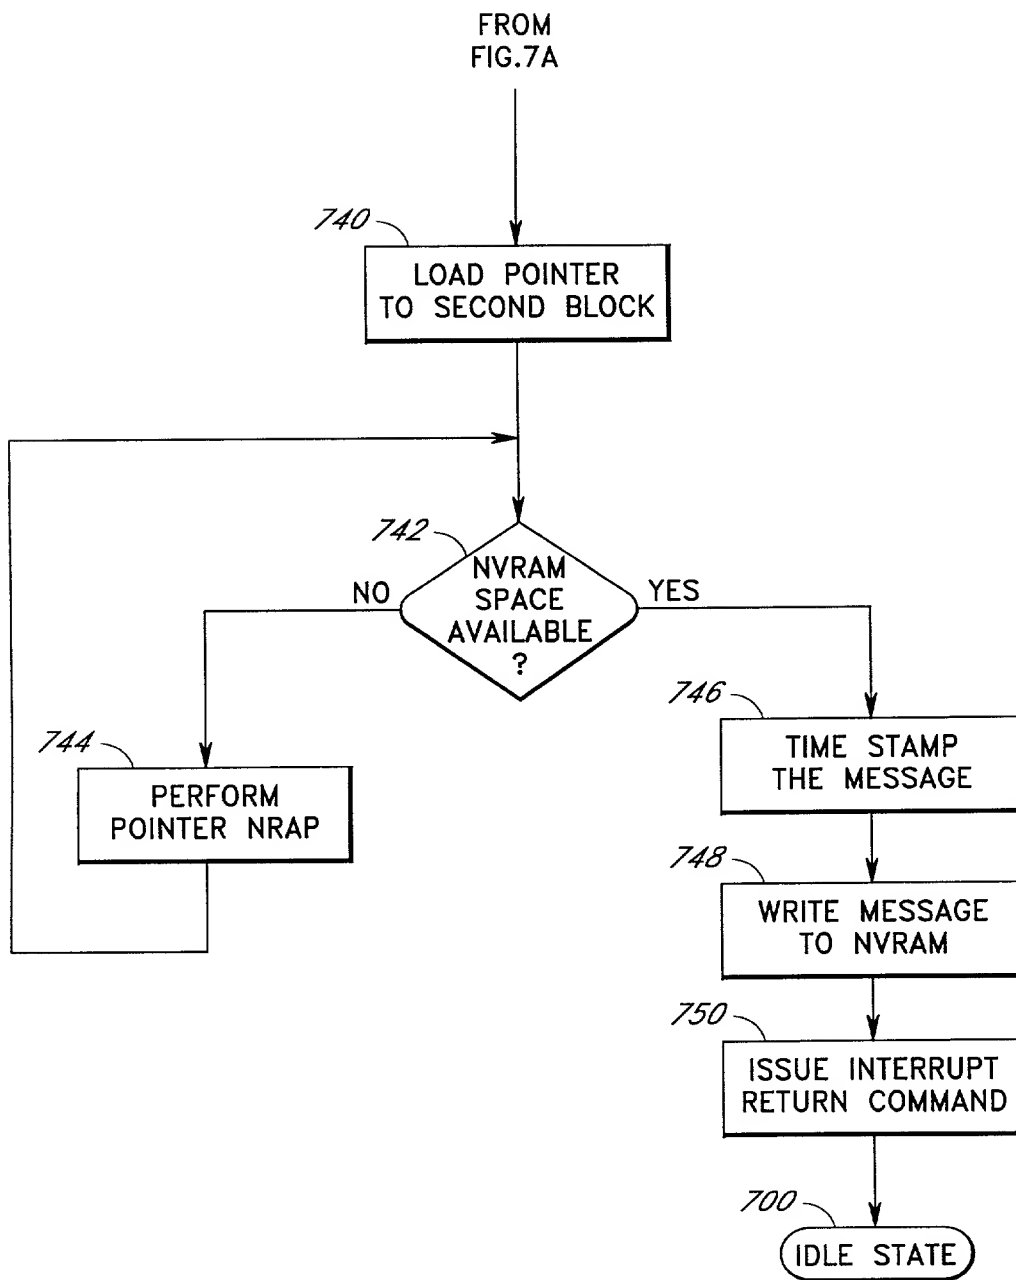 FROM
FIG.7A
740
LOAD POINTER
TO SECOND BLOCK
742
NVRAM
SPACE
AVAILABLE
?
NO
YES
744
PERFORM
POINTER NRAP
746
TIME STAMP
THE MESSAGE
748
WRITE MESSAGE
TO NVRAM
750
ISSUE INTERRUPT
RETURN COMMAND
700
IDLE STATE